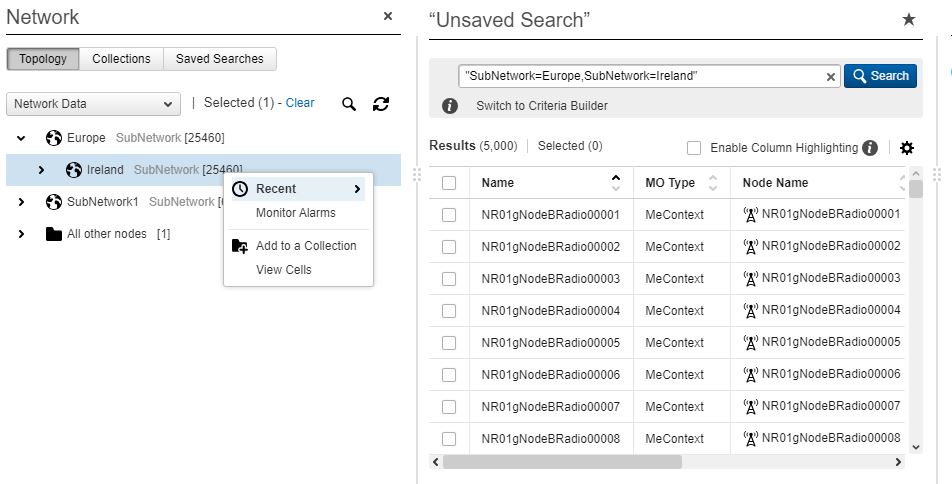 Network
Topology Collections Saved Searches
Network Data | Selected (1) - Clear
Europe SubNetwork [25460]
Ireland SubNetwork [25460]
SubNetwork1 SubNetwork
All other nodes [1]
Recent
Monitor Alarms
Add to a Collection
View Cells
“Unsaved Search”
"SubNetwork=Europe,SubNetwork=Ireland" Search
Switch to Criteria Builder
Results (5,000) | Selected (0) Enable Column Highlighting
Name MO Type Node Name
NR01gNodeBRadio00001 MeContext NR01gNodeBRadio00001
NR01gNodeBRadio00002 MeContext NR01gNodeBRadio00002
NR01gNodeBRadio00003 MeContext NR01gNodeBRadio00003
NR01gNodeBRadio00004 MeContext NR01gNodeBRadio00004
NR01gNodeBRadio00005 MeContext NR01gNodeBRadio00005
NR01gNodeBRadio00006 MeContext NR01gNodeBRadio00006
NR01gNodeBRadio00007 MeContext NR01gNodeBRadio00007
NR01gNodeBRadio00008 MeContext NR01gNodeBRadio00008